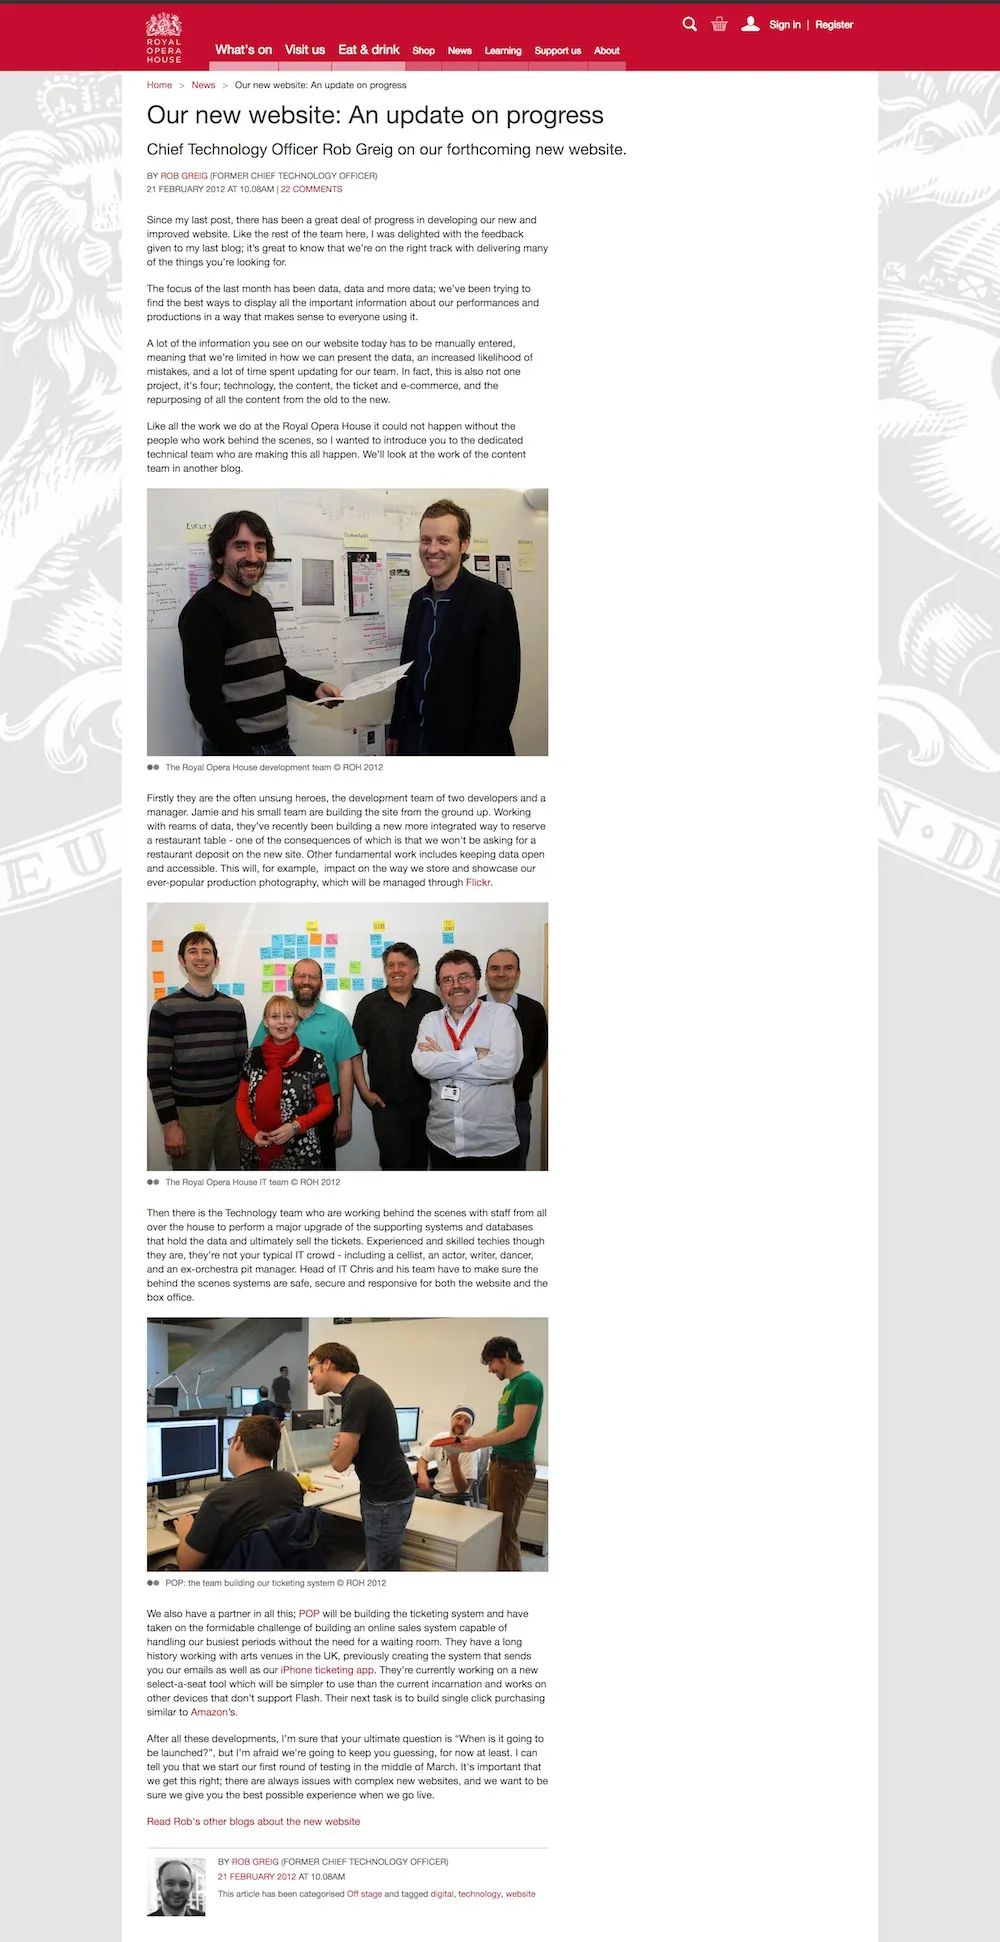 ROYAL
OPERA
HOUSE
What's on Visit us Eat & drink Shop News Learning Support us About
Sign in | Register
Home > News > Our new website: An update on progress
Our new website: An update on progress
Chief Technology Officer Rob Greig on our forthcoming new website.
BY ROB GREIG (FORMER CHIEF TECHNOLOGY OFFICER)
21 FEBRUARY 2012 AT 10.08AM | 22 COMMENTS
Since my last post, there has been a great deal of progress in developing our new and
improved website. Like the rest of the team here, I was delighted with the feedback
given to my last blog; it's great to know that we're on the right track with delivering many
of the things you're looking for.
The focus of the last month has been data, data and more data; we've been trying to
find the best ways to display all the important information about our performances and
productions in a way that makes sense to everyone using it.
A lot of the information you see on our website today has to be manually entered,
meaning that we're limited in how we can present the data, an increased likelihood of
mistakes, and a lot of time spent updating for our team. In fact, this is also not one
project, it's four; technology, the content, the ticket and e-commerce, and the
repurposing of all the content from the old to the new.
Like all the work we do at the Royal Opera House it could not happen without the
people who work behind the scenes, so I wanted to introduce you to the dedicated
technical team who are making this all happen. We'll look at the work of the content
team in another blog.
EVENTS
The Royal Opera House development team © ROH 2012
Firstly they are the often unsung heroes, the development team of two developers and a
manager. Jamie and his small team are building the site from the ground up. Working
with reams of data, they've recently been building a new more integrated way to reserve
a restaurant table - one of the consequences of which is that we won't be asking for a
restaurant deposit on the new site. Other fundamental work includes keeping data open
and accessible. This will, for example, impact on the way we store and showcase our
ever-popular production photography, which will be managed through Flickr.
The Royal Opera House IT team © ROH 2012
Then there is the Technology team who are working behind the scenes with staff from all
over the house to perform a major upgrade of the supporting systems and databases
that hold the data and ultimately sell the tickets. Experienced and skilled techies though
they are, they're not your typical IT crowd - including a cellist, an actor, writer, dancer,
and an ex-orchestra pit manager. Head of IT Chris and his team have to make sure the
behind the scenes systems are safe, secure and responsive for both the website and the
box office.
POP: the team building our ticketing system © ROH 2012
We also have a partner in all this; POP will be building the ticketing system and have
taken on the formidable challenge of building an online sales system capable of
handling our busiest periods without the need for a waiting room. They have a long
history working with arts venues in the UK, previously creating the system that sends
you our emails as well as our iPhone ticketing app. They're currently working on a new
select-a-seat tool which will be simpler to use than the current incarnation and works on
other devices that don't support Flash. Their next task is to build single click purchasing
similar to Amazon's.
After all these developments, I'm sure that your ultimate question is “When is it going to
be launched?”, but I'm afraid we're going to keep you guessing, for now at least. I can
tell you that we start our first round of testing in the middle of March. It's important that
we get this right; there are always issues with complex new websites, and we want to be
sure we give you the best possible experience when we go live.
Read Rob's other blogs about the new website
BY ROB GREIG (FORMER CHIEF TECHNOLOGY OFFICER)
21 FEBRUARY 2012 AT 10.08AM
This article has been categorised Off stage and tagged digital, technology, website